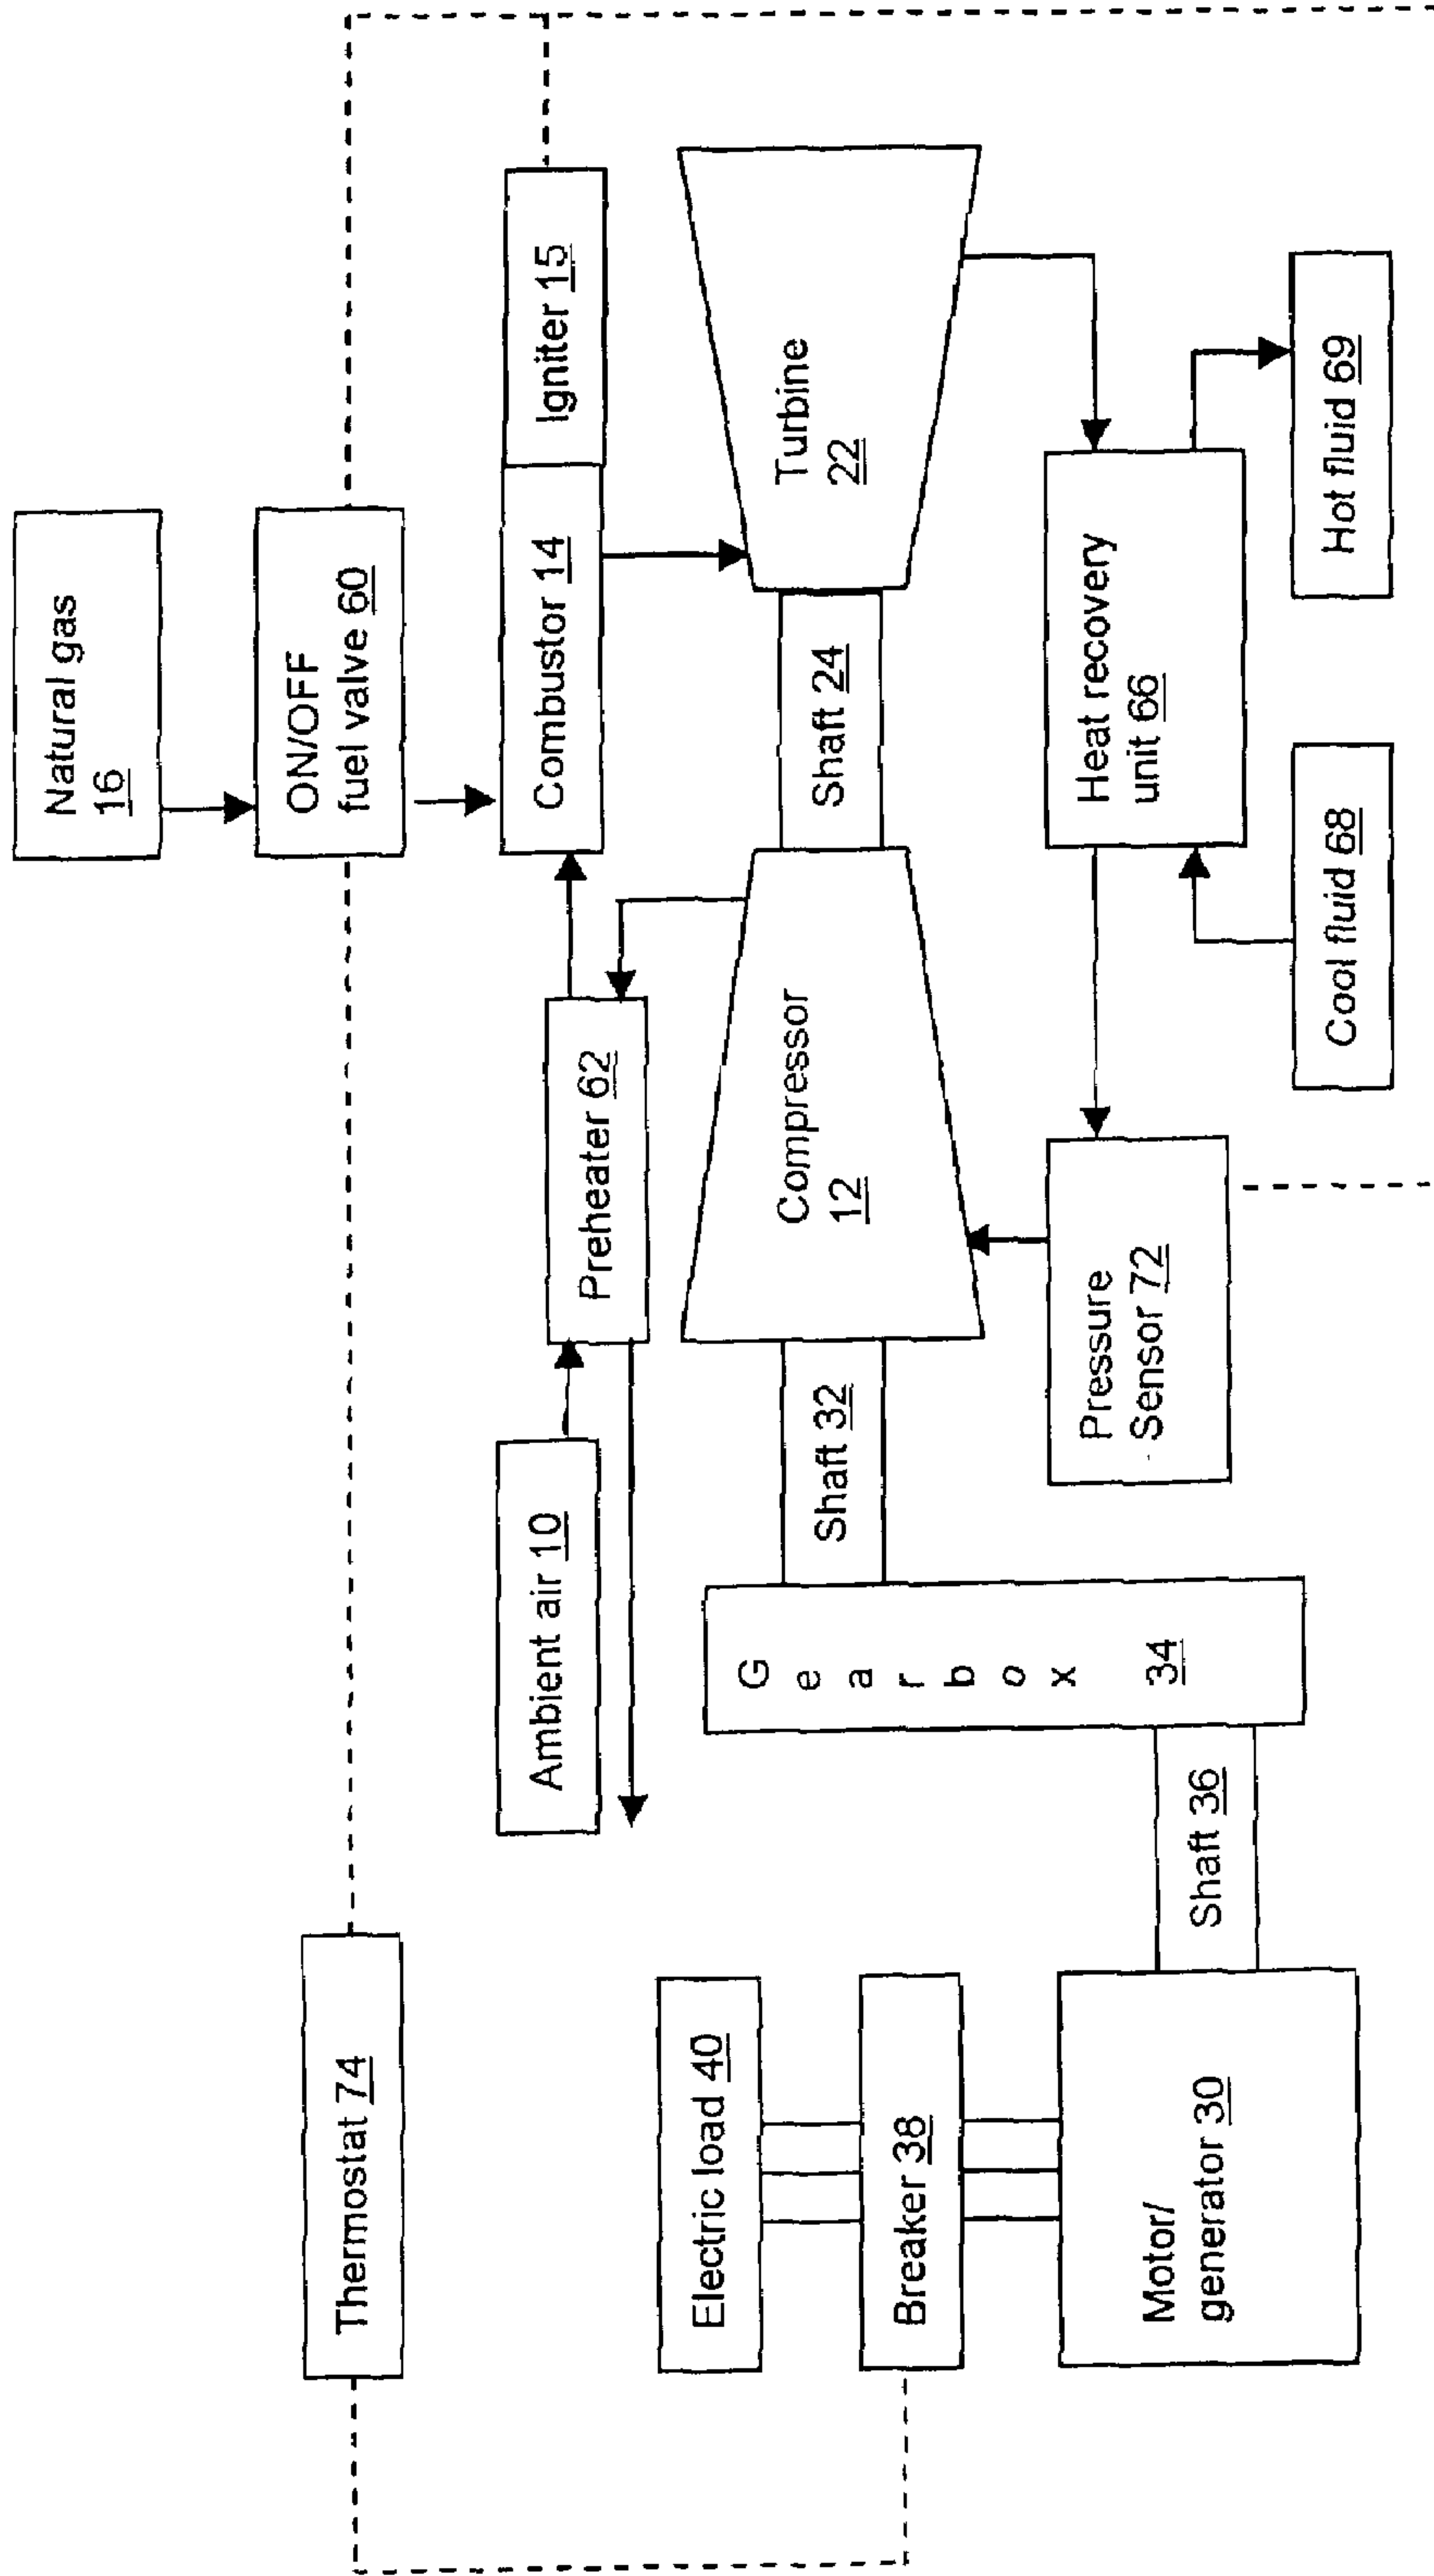 Natural gas
16
ON/OFF
fuel valve 60
Thermostat 74
Combustor 14
Igniter 15
Ambient air 10
Preheater 62
Electric load 40
Breaker 38
Motor/
generator 30
Shaft 36
Gearbox 34
Shaft 32
Compressor
12
Shaft 24
Turbine
22
Pressure
Sensor 72
Heat recovery
unit 66
Cool fluid 68
Hot fluid 69